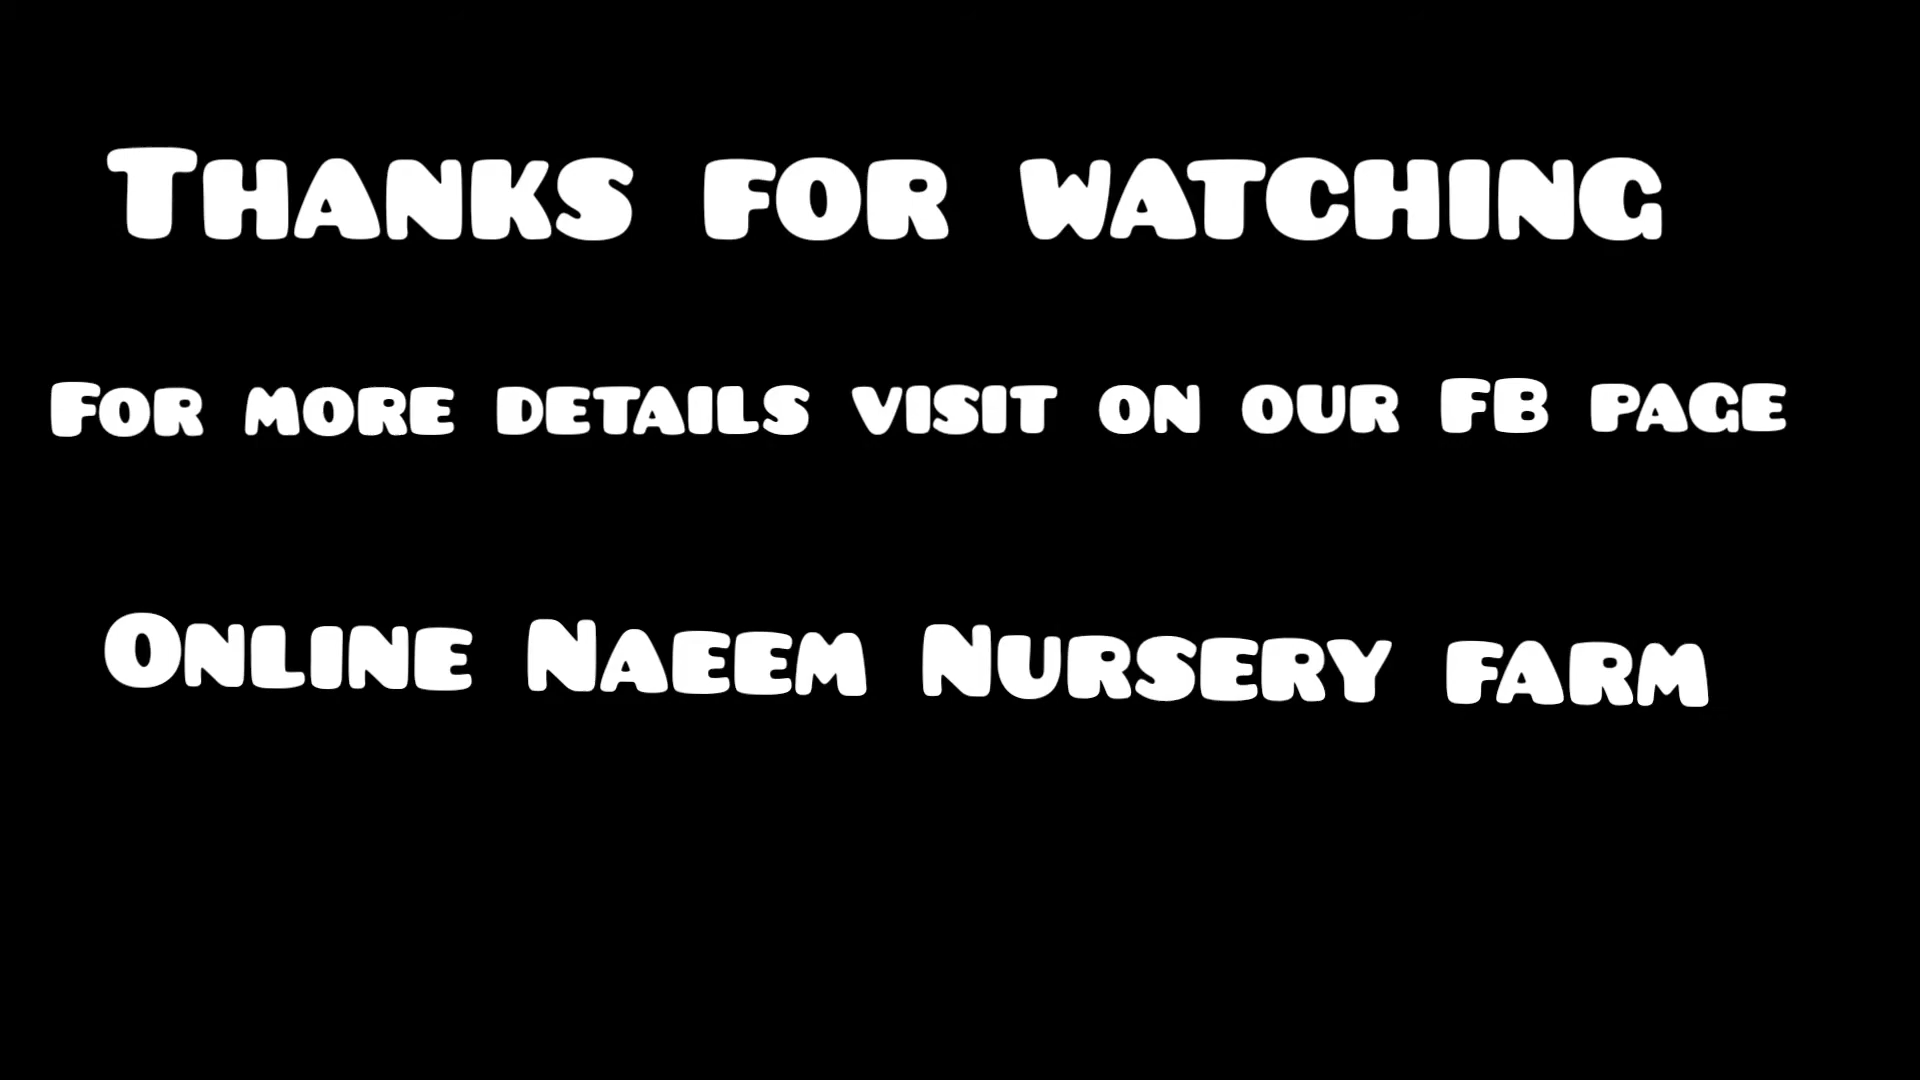 Thanks for watching
For more details visit on our FB page
Online Naeem Nursery farm